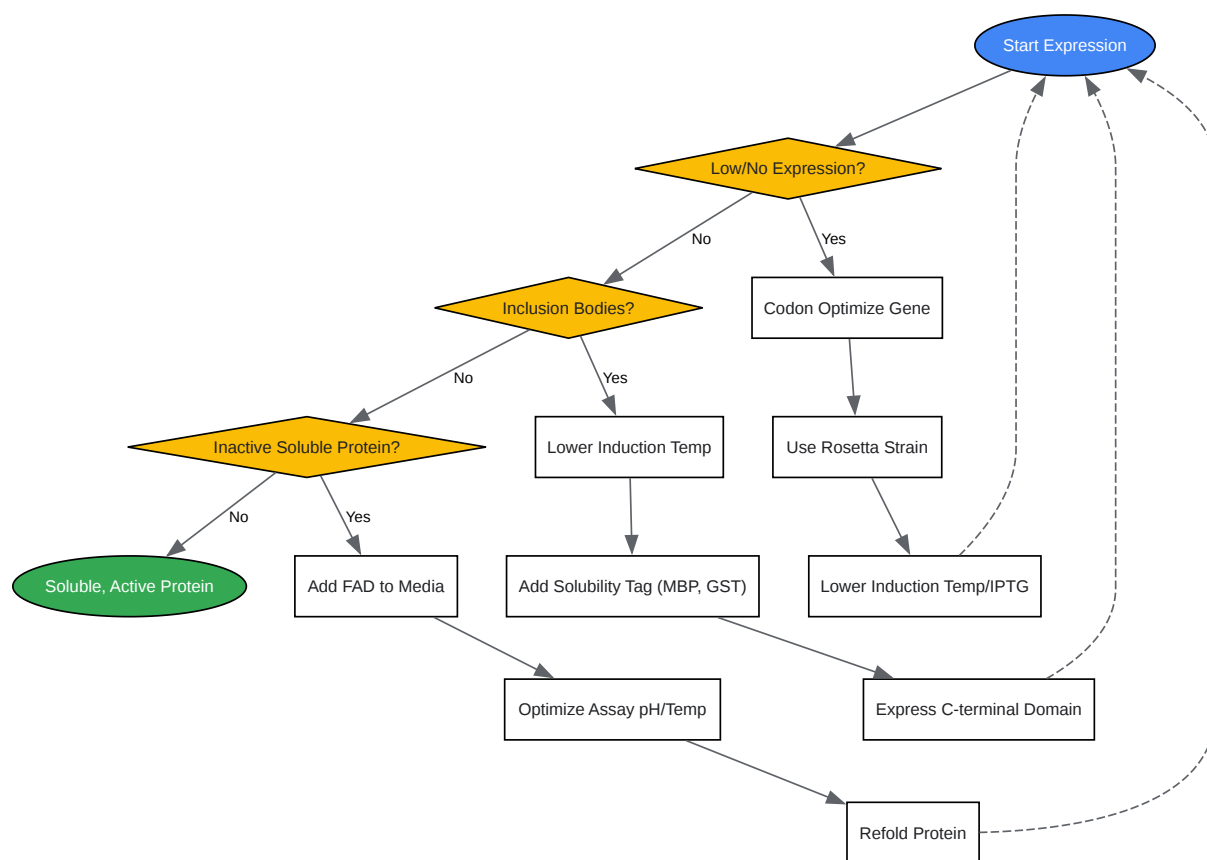 Start Expression
Low/No Expression?
No
Yes
Inclusion Bodies?
Codon Optimize Gene
No
Yes
Inactive Soluble Protein?
Lower Induction Temp
Use Rosetta Strain
No
Yes
Soluble, Active Protein
Add FAD to Media
Add Solubility Tag (MBP, GST)
Lower Induction Temp/IPTG
Optimize Assay pH/Temp
Express C-terminal Domain
Refold Protein